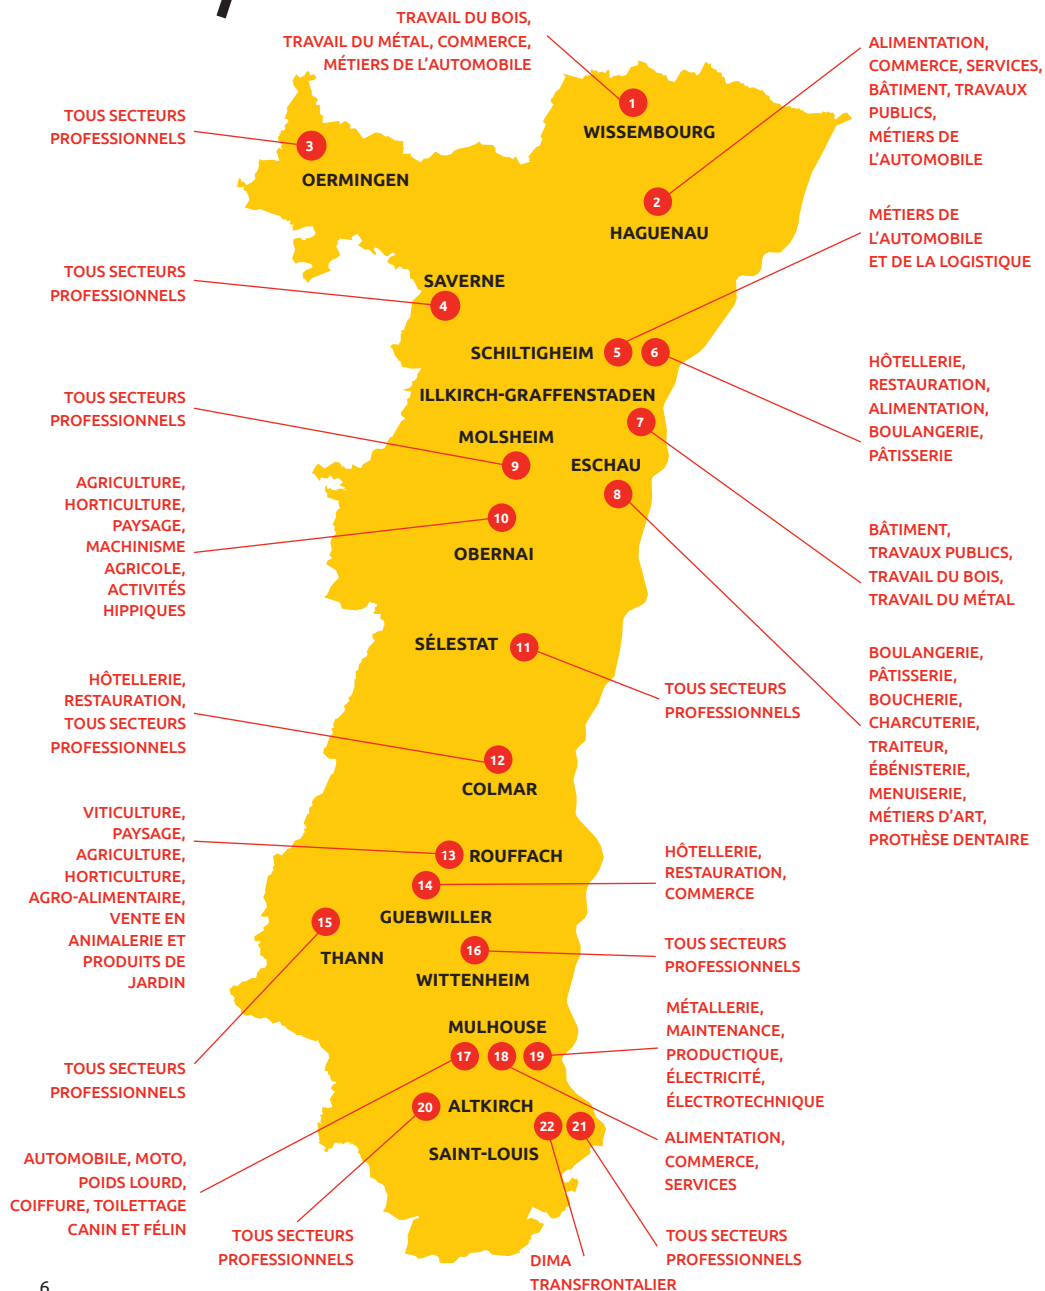 TRAVAIL DU BOIS,
TRAVAIL DU MÉTAL, COMMERCE,
MÉTIERS DE L'AUTOMOBILE
ALIMENTATION,
COMMERCE, SERVICES,
BÂTIMENT, TRAVAUX
PUBLICS,
MÉTIERS DE
L'AUTOMOBILE
TOUS SECTEURS
PROFESSIONNELS
1
WISSEMBOURG
3
OERMINGEN
2
HAGUENAU
MÉTIERS DE
L'AUTOMOBILE
ET DE LA LOGISTIQUE
TOUS SECTEURS
PROFESSIONNELS
SAVERNE
4
SCHILTIGHEIM 5 6
HÔTELLERIE,
RESTAURATION,
ALIMENTATION,
BOULANGERIE,
PÂTISSERIE
TOUS SECTEURS
PROFESSIONNELS
ILLKIRCH-GRAFFENSTADEN
7
MOLSHEIM
9
ESCHAU
8
AGRICULTURE,
HORTICULTURE,
PAYSAGE,
MACHINISME
AGRICOLE,
ACTIVITÉS
HIPPIQUES
10
OBERNAI
BÂTIMENT,
TRAVAUX PUBLICS,
TRAVAIL DU BOIS,
TRAVAIL DU MÉTAL
SÉLESTAT 11
TOUS SECTEURS
PROFESSIONNELS
BOULANGERIE,
PÂTISSERIE,
BOUCHERIE,
CHARCUTERIE,
TRAITEUR,
ÉBÉNISTERIE,
MENUISERIE,
MÉTIERS D'ART,
PROTHÈSE DENTAIRE
HÔTELLERIE,
RESTAURATION,
TOUS SECTEURS
PROFESSIONNELS
12
COLMAR
VITICULTURE,
PAYSAGE,
AGRICULTURE,
HORTICULTURE,
AGRO-ALIMENTAIRE,
VENTE EN
ANIMALERIE ET
PRODUITS DE
JARDIN
13 ROUFFACH
14
GUEBWILLER
HÔTELLERIE,
RESTAURATION,
COMMERCE
15
THANN
16
WITTENHEIM
TOUS SECTEURS
PROFESSIONNELS
TOUS SECTEURS
PROFESSIONNELS
MULHOUSE
17 18 19
MÉTALLERIE,
MAINTENANCE,
PRODUCTIQUE,
ÉLECTRICITÉ,
ÉLECTROTECHNIQUE
20 ALTKIRCH
22 21
SAINT-LOUIS
ALIMENTATION,
COMMERCE,
SERVICES
AUTOMOBILE, MOTO,
POIDS LOURD,
COIFFURE, TOILETTAGE
CANIN ET FÉLIN
TOUS SECTEURS
PROFESSIONNELS
DIMA
TRANSFRONTALIER
TOUS SECTEURS
PROFESSIONNELS
6